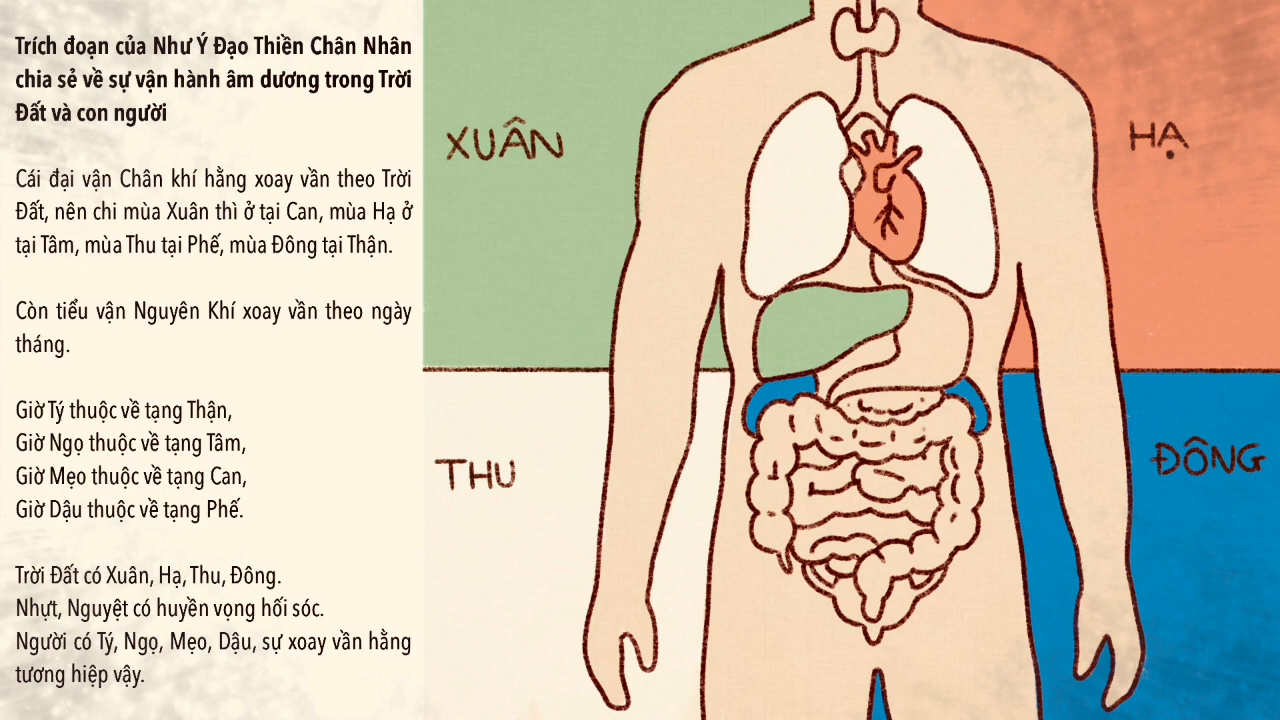 Trích đoạn của Như Ý Đạo Thiền Chân Nhân
chia sẻ về sự vận hành âm dương trong Trời
Đất và con người
Cái đại vận Chân khí hằng xoay vần theo Trời
Đất, nên chi mùa Xuân thì ở tại Can, mùa Hạ ở
tại Tâm, mùa Thu tại Phế, mùa Đông tại Thận.
Còn tiểu vận Nguyên Khí xoay vần theo ngày
tháng.
Giờ Tý thuộc về tạng Thận,
Giờ Ngọ thuộc về tạng Tâm,
Giờ Mẹo thuộc về tạng Can,
Giờ Dậu thuộc về tạng Phế.
Trời Đất có Xuân, Hạ, Thu, Đông.
Nhựt, Nguyệt có huyền vọng hối sóc.
Người có Tý, Ngọ, Mẹo, Dậu, sự xoay vần hằng
tương hiệp vậy.
XUÂN
HẠ
THU
ĐÔNG